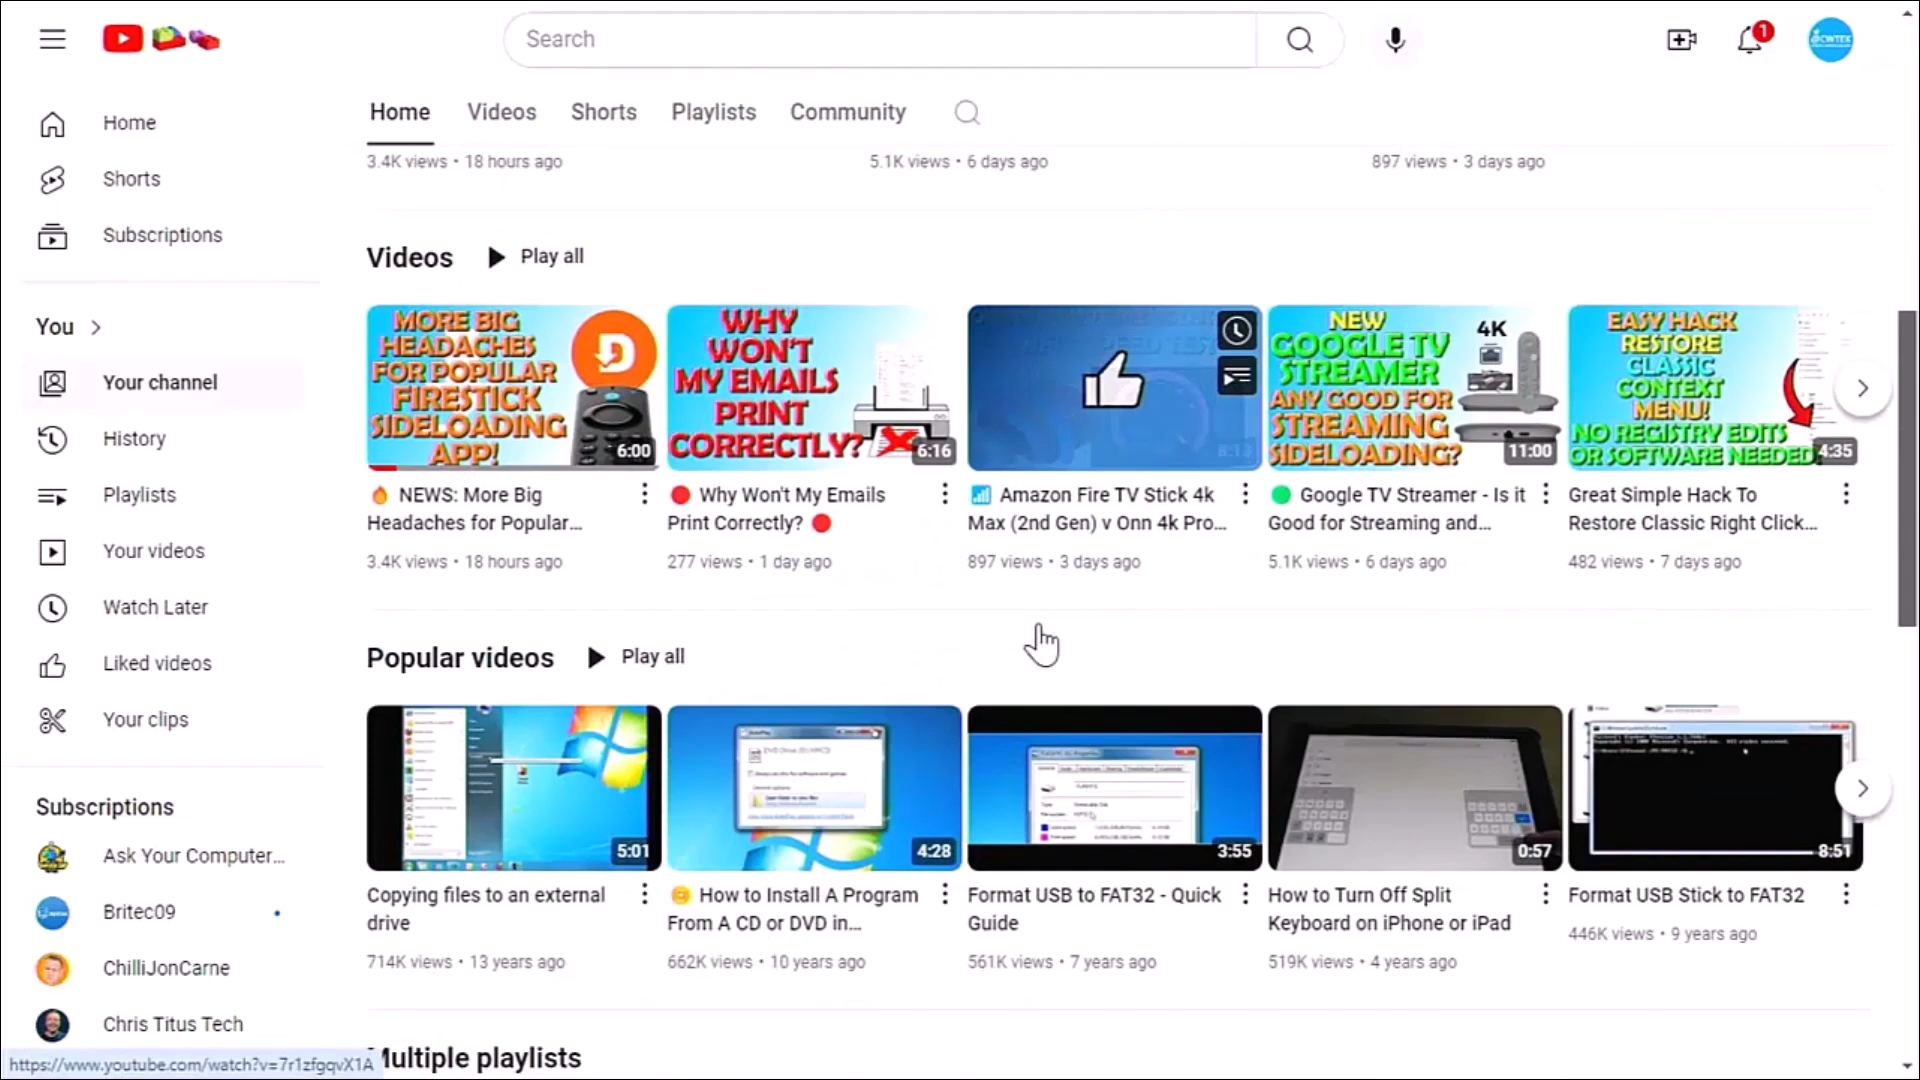 Search
1
Home
Videos
Shorts
Playlists
Community
3.4K views • 18 hours ago
5.1K views • 6 days ago
897 views • 3 days ago
Home
Shorts
Subscriptions
You
Your channel
History
Playlists
Your videos
Watch Later
Liked videos
Your clips
Subscriptions
Ask Your Computer...
Britec09
ChilliJonCarne
Chris Titus Tech
https://www.youtube.com/watch?v=7r1zfgqvX1A
Videos
Play all
MORE BIG
HEADACHES
FOR POPULAR
FIRESTICK
SIDELOADING
APP!
6:00
NEWS: More Big
Headaches for Popular...
3.4K views • 18 hours ago
WHY
WON'T
MY EMAILS
PRINT
CORRECTLY?
6:16
Why Won't My Emails
Print Correctly?
277 views • 1 day ago
Amazon Fire TV Stick 4k
Max (2nd Gen) v Onn 4k Pro...
897 views • 3 days ago
NEW
GOOGLE TV
STREAMER
ANY GOOD FOR
STREAMING
SIDELOADING?
4K
11:00
Google TV Streamer - Is it
Good for Streaming and...
5.1K views • 6 days ago
EASY HACK
RESTORE
CLASSIC
CONTEXT
MENU!
NO REGISTRY EDITS
OR SOFTWARE NEEDED
4:35
Great Simple Hack To
Restore Classic Right Click...
482 views • 7 days ago
Popular videos
Play all
5:01
Copying files to an external
drive
714K views • 13 years ago
4:28
How to Install A Program
From A CD or DVD in...
662K views • 10 years ago
3:55
Format USB to FAT32 - Quick
Guide
561K views • 7 years ago
0:57
How to Turn Off Split
Keyboard on iPhone or iPad
519K views • 4 years ago
8:51
Format USB Stick to FAT32
446K views • 9 years ago
Multiple playlists